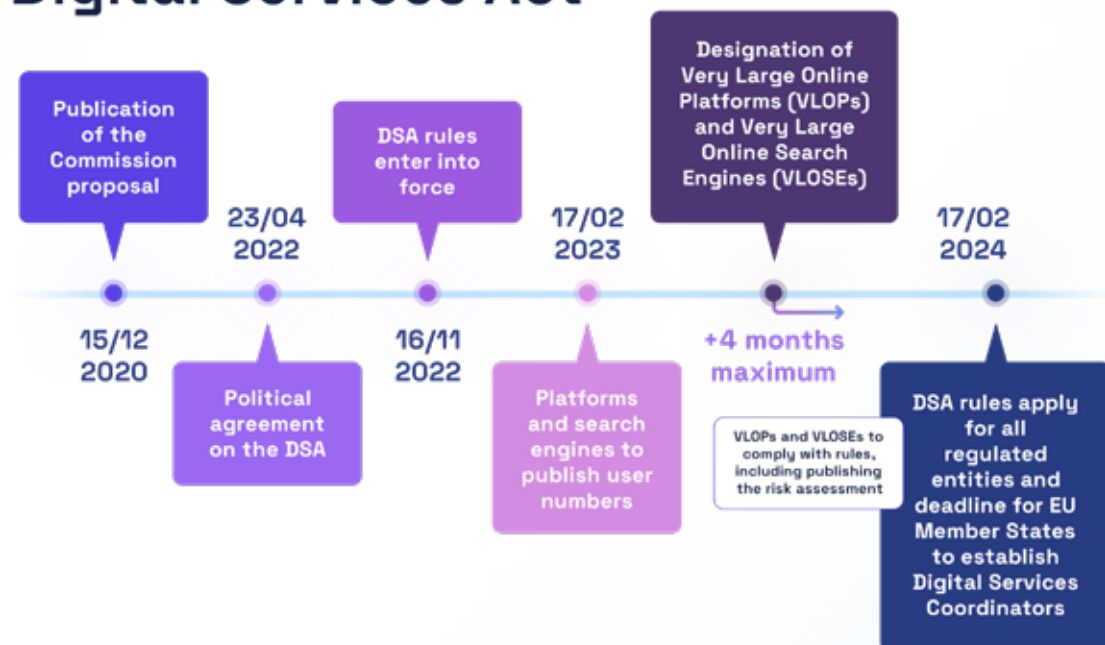 Digital Services Act
Publication
of the
Commission
proposal
15/12
2020
23/04
2022
Political
agreement
on the DSA
DSA rules
enter into
force
16/11
2022
17/02
2023
Platforms
and search
engines to
publish user
numbers
Designation of
Very Large Online
Platforms (VLOPs)
and Very Large
Online Search
Engines (VLOSEs)
+4 months
maximum
VLOPs and VLOSEs to
comply with rules,
including publishing
the risk assessment
17/02
2024
DSA rules apply
for all
regulated
entities and
deadline for EU
Member States
to establish
Digital Services
Coordinators